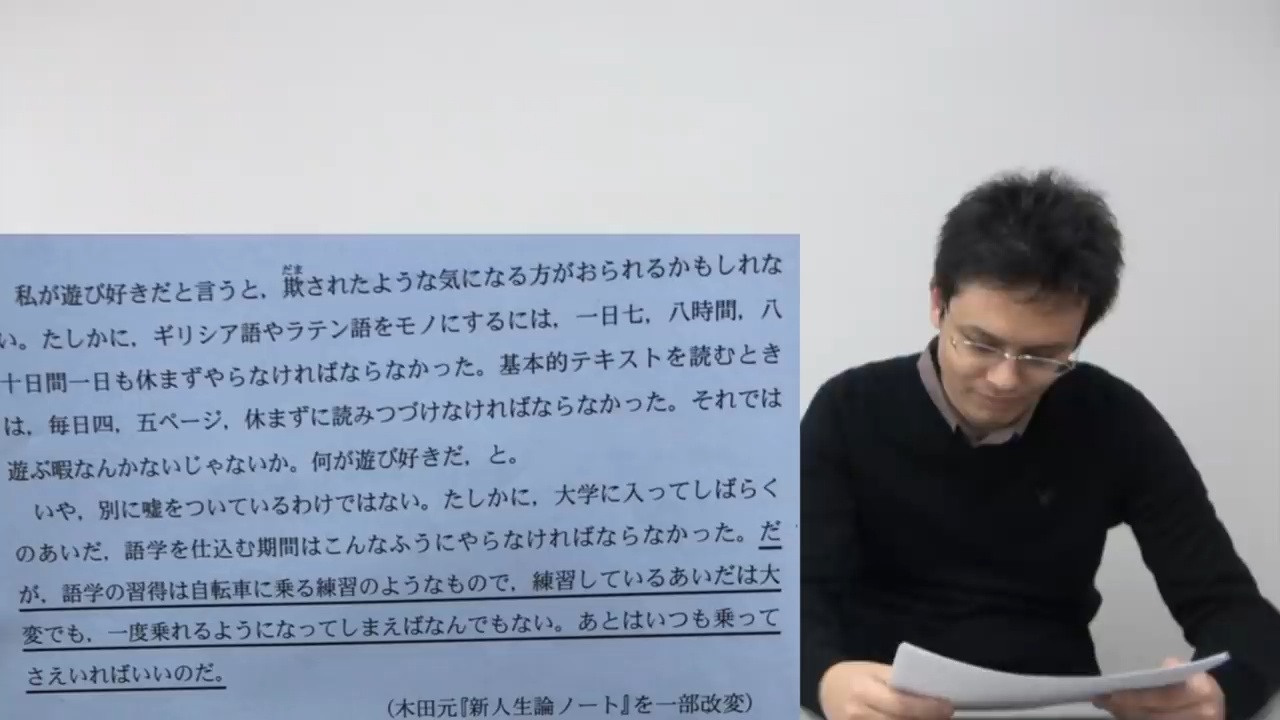 私が遊び好きだと言うと，欺されたような気になる方がおられるかもしれな
だま
い。たしかに，ギリシア語やラテン語をモノにするには，一日七，八時間，八
十日間一日も休まずやらなければならなかった。基本的テキストを読むとき
は，毎日四，五ページ，休まずに読みつづけなければならなかった。それでは
遊ぶ暇なんかないじゃないか。何が遊び好きだ，と。
いや，別に嘘をついているわけではない。たしかに，大学に入ってしばらく
のあいだ，語学を仕込む期間はこんなふうにやらなければならなかった。だ
が，語学の習得は自転車に乗る練習のようなもので，練習しているあいだは大
変でも，一度乗れるようになってしまえばなんでもない。あとはいつも乗って
さえいればいいのだ。
（木田元『新人生論ノート』を一部改変）